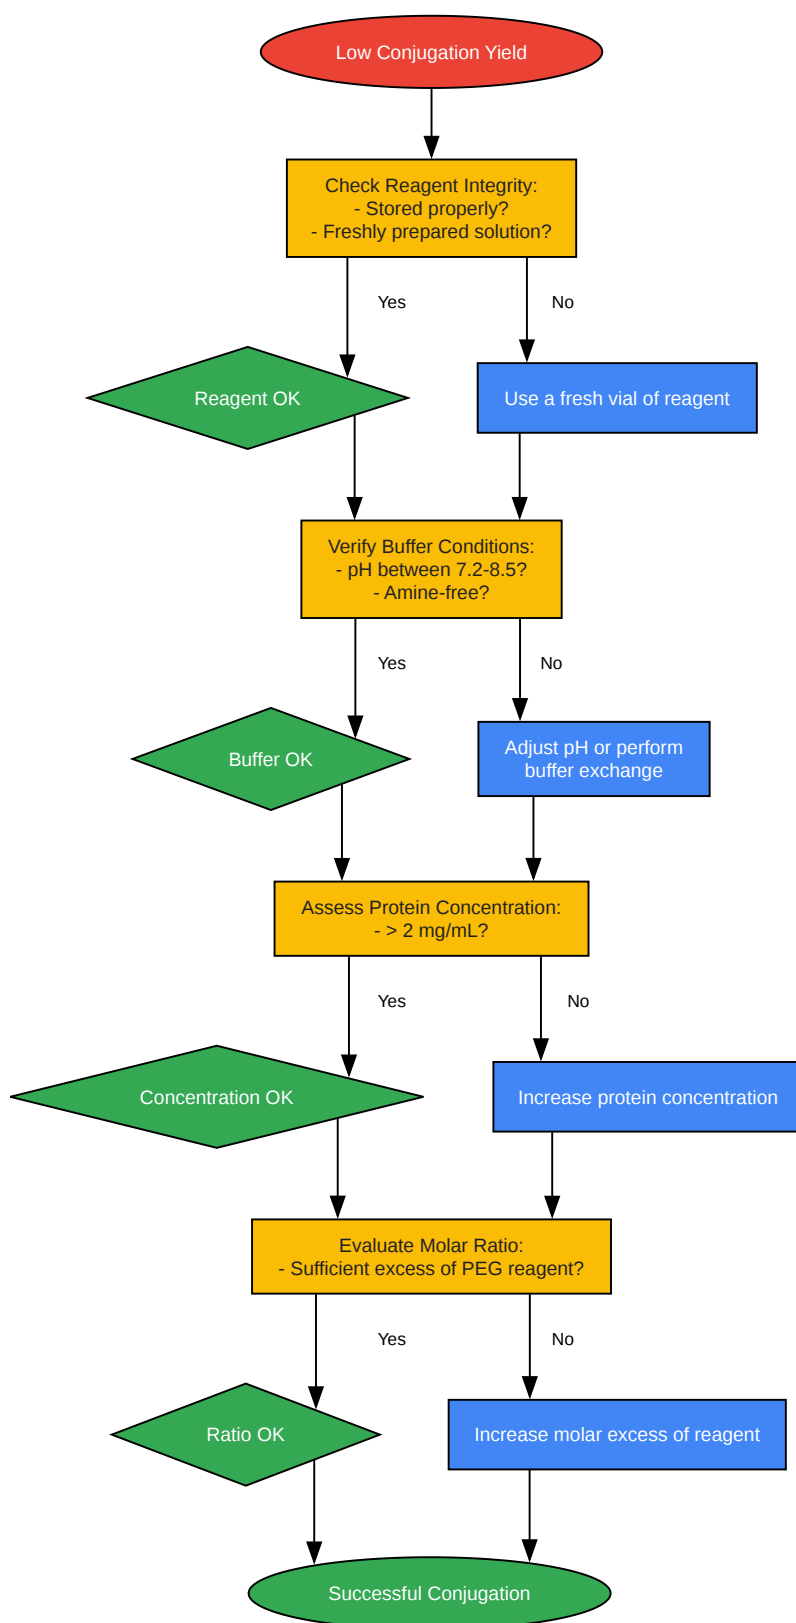 Low Conjugation Yield
Check Reagent Integrity:
- Stored properly?
- Freshly prepared solution?
Yes
No
Reagent OK
Use a fresh vial of reagent
Verify Buffer Conditions:
- pH between 7.2-8.5?
- Amine-free?
Yes
No
Buffer OK
Adjust pH or perform
buffer exchange
Assess Protein Concentration:
- > 2 mg/mL?
Yes
No
Concentration OK
Increase protein concentration
Evaluate Molar Ratio:
- Sufficient excess of PEG reagent?
Yes
No
Ratio OK
Increase molar excess of reagent
Successful Conjugation